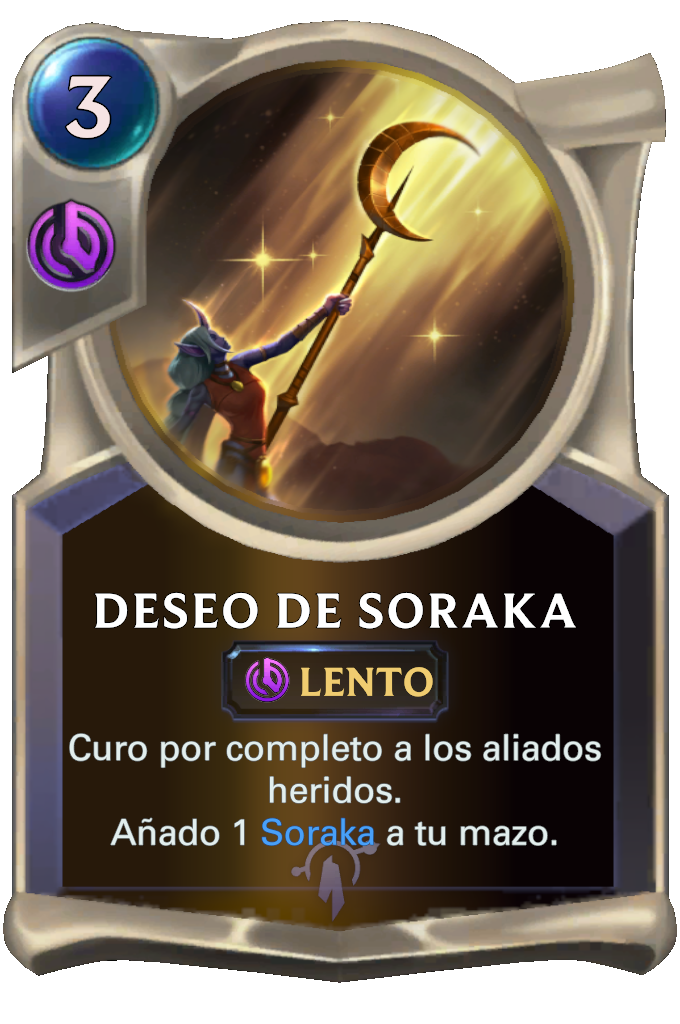 3
DESEO DE SORAKA
LENTO
Curo por completo a los aliados
heridos.
Añado 1 Soraka a tu mazo.